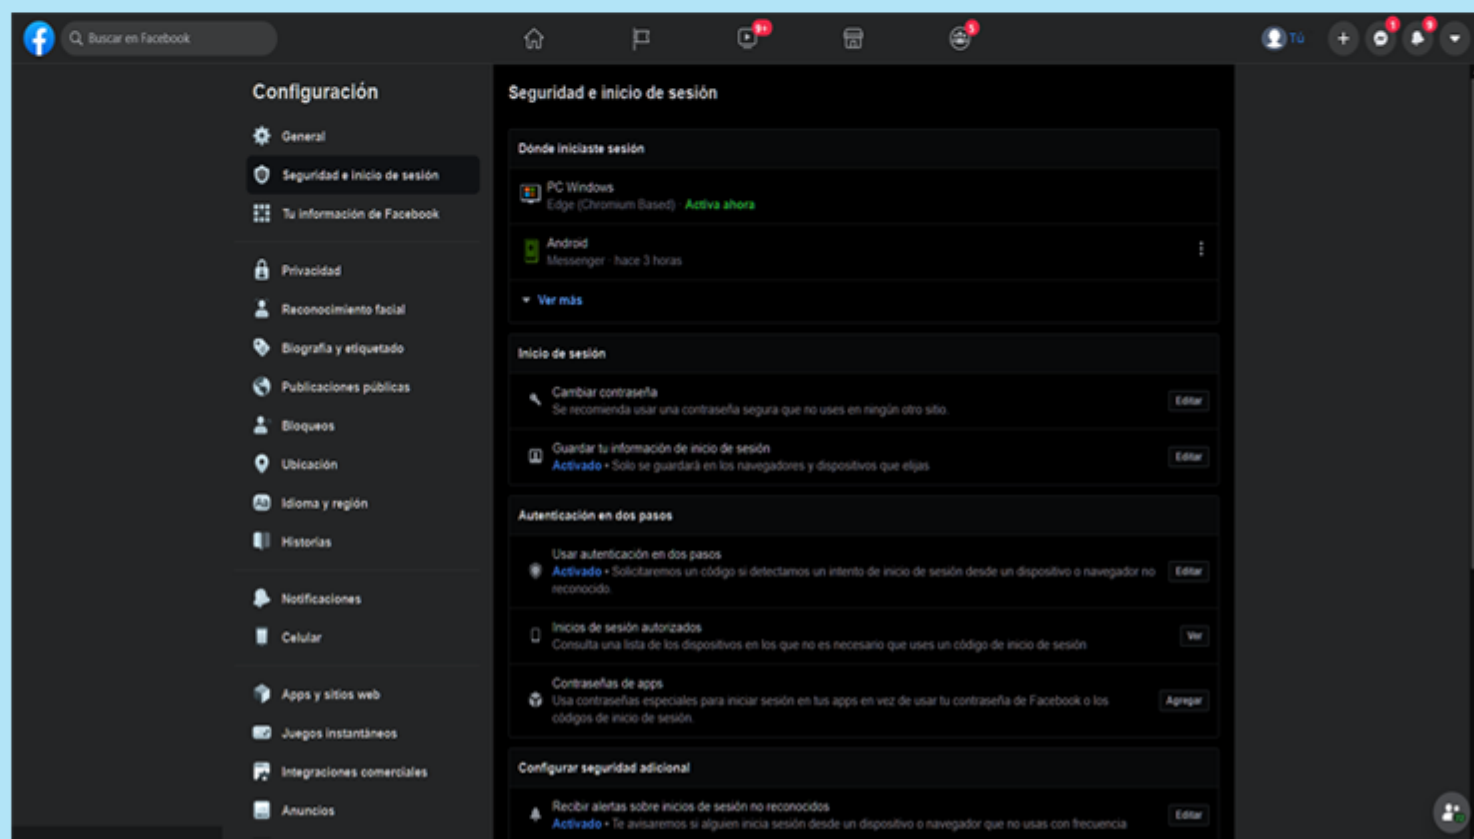 Buscar en Facebook
9+
5
Tú
1
9
Configuración
General
Seguridad e inicio de sesión
Tu información de Facebook
Privacidad
Reconocimiento facial
Biografía y etiquetado
Publicaciones públicas
Bloqueos
Ubicación
Idioma y región
Historias
Notificaciones
Celular
Apps y sitios web
Juegos instantáneos
Integraciones comerciales
Anuncios
Seguridad e inicio de sesión
Dónde iniciaste sesión
PC Windows
Edge (Chromium Based) · Activa ahora
Android
Messenger · hace 3 horas
Ver más
Inicio de sesión
Cambiar contraseña
Se recomienda usar una contraseña segura que no uses en ningún otro sitio.
Editar
Guardar tu información de inicio de sesión
Activado • Solo se guardará en los navegadores y dispositivos que elijas
Editar
Autenticación en dos pasos
Usar autenticación en dos pasos
Activado • Solicitaremos un código si detectamos un intento de inicio de sesión desde un dispositivo o navegador no
reconocido.
Editar
Inicios de sesión autorizados
Consulta una lista de los dispositivos en los que no es necesario que uses un código de inicio de sesión
Ver
Contraseñas de apps
Usa contraseñas especiales para iniciar sesión en tus apps en vez de usar tu contraseña de Facebook o los
códigos de inicio de sesión.
Agregar
Configurar seguridad adicional
Recibir alertas sobre inicios de sesión no reconocidos
Activado • Te avisaremos si alguien inicia sesión desde un dispositivo o navegador que no usas con frecuencia
Editar